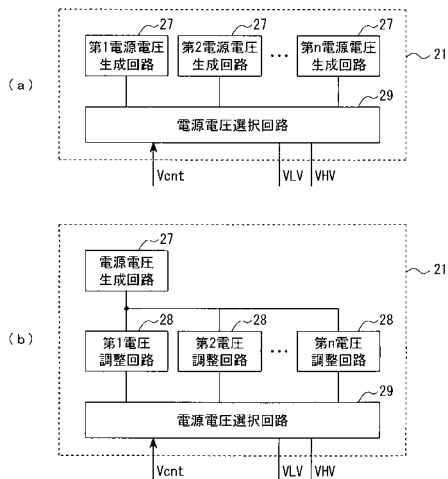 (a)
27 27 27
第1電源電圧 第2電源電圧 ... 第n電源電圧
生成回路 生成回路 生成回路
21
29
電源電圧選択回路
Vcnt VLV VHV
(b)
27
電源電圧
生成回路
21
28 28 28
第1電圧 第2電圧 ... 第n電圧
調整回路 調整回路 調整回路
29
電源電圧選択回路
Vcnt VLV VHV